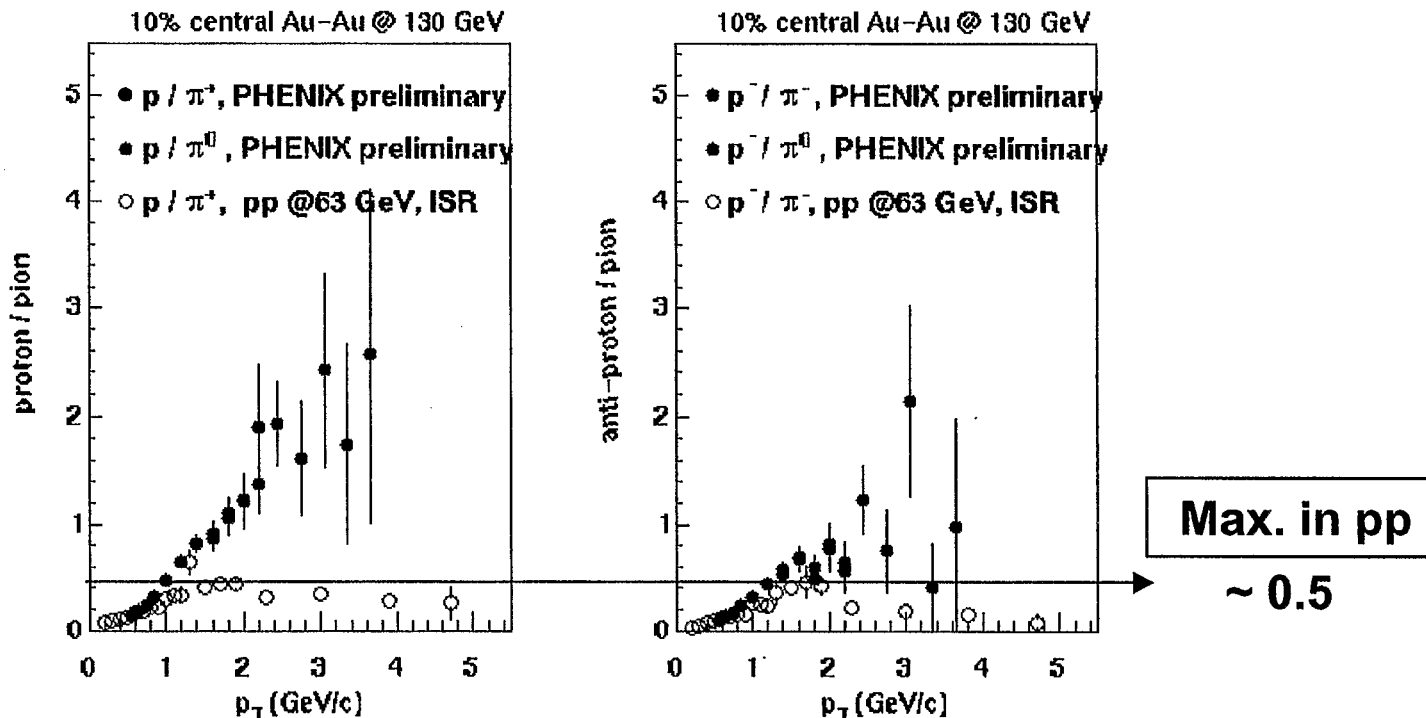 10% central Au-Au @ 130 GeV
5
4
3
2
1
0
proton / pion
● p / π⁺, PHENIX preliminary
■ p / π⁰ , PHENIX preliminary
○ p / π⁺, pp @63 GeV, ISR
0 1 2 3 4 5
p_T [GeV/c]
10% central Au-Au @ 130 GeV
5
4
3
2
1
0
anti-proton / pion
● p⁻ / π⁻, PHENIX preliminary
■ p⁻ / π⁰ , PHENIX preliminary
○ p⁻ / π⁻, pp @63 GeV, ISR
0 1 2 3 4 5
p_T [GeV/c]
Max. in pp
~ 0.5